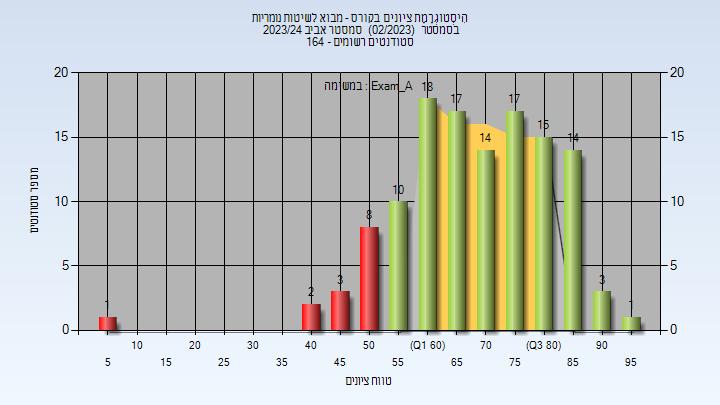 היסטוגרמת ציונים בקורס - מבוא לשיטות נומריות
בסמסטר (02/2023) סמסטר אביב 2023/24
סטודנטים רשומים - 164
במשימה : Exam_A
מספר סטודנטים
20
15
10
5
0
20
15
10
5
0
1
2
3
8
10
18
17
14
17
15
14
3
1
10 20 30 40 50 (Q1 60) 70 (Q3 80) 90
5 15 25 35 45 55 65 75 85 95
טווח ציונים